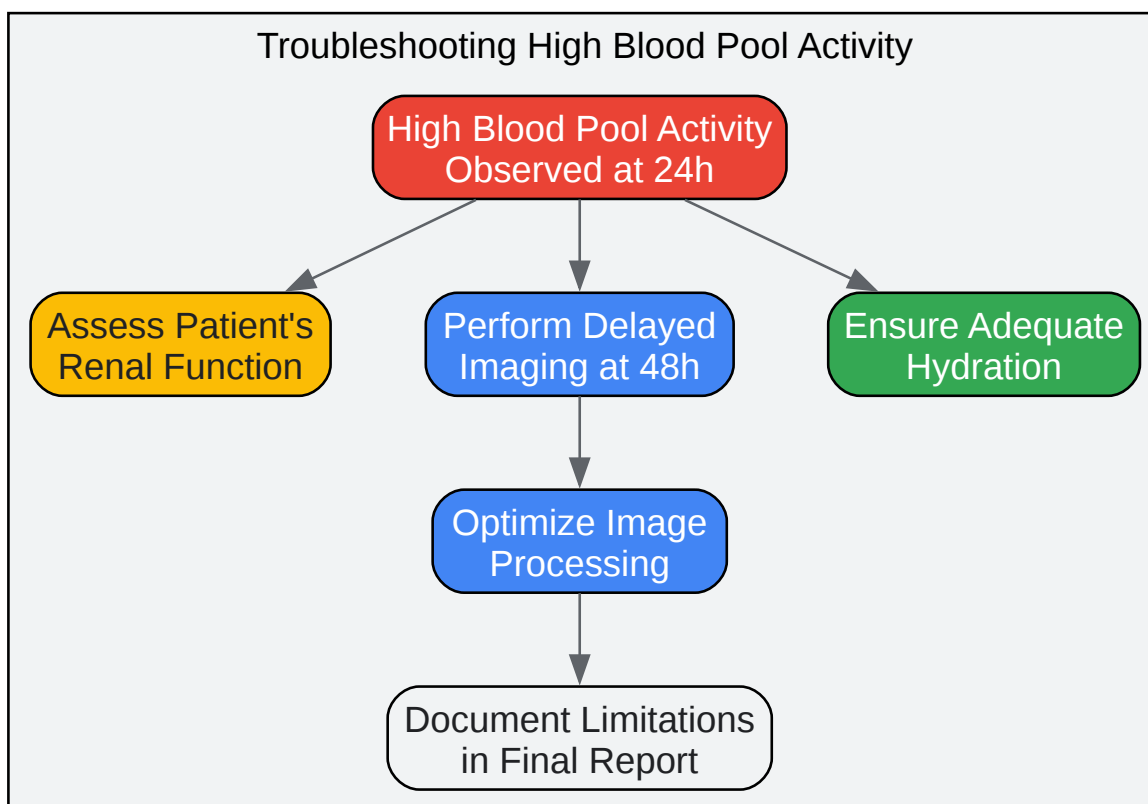 Troubleshooting High Blood Pool Activity
High Blood Pool Activity
Observed at 24h
Assess Patient's
Renal Function
Perform Delayed
Imaging at 48h
Ensure Adequate
Hydration
Optimize Image
Processing
Document Limitations
in Final Report